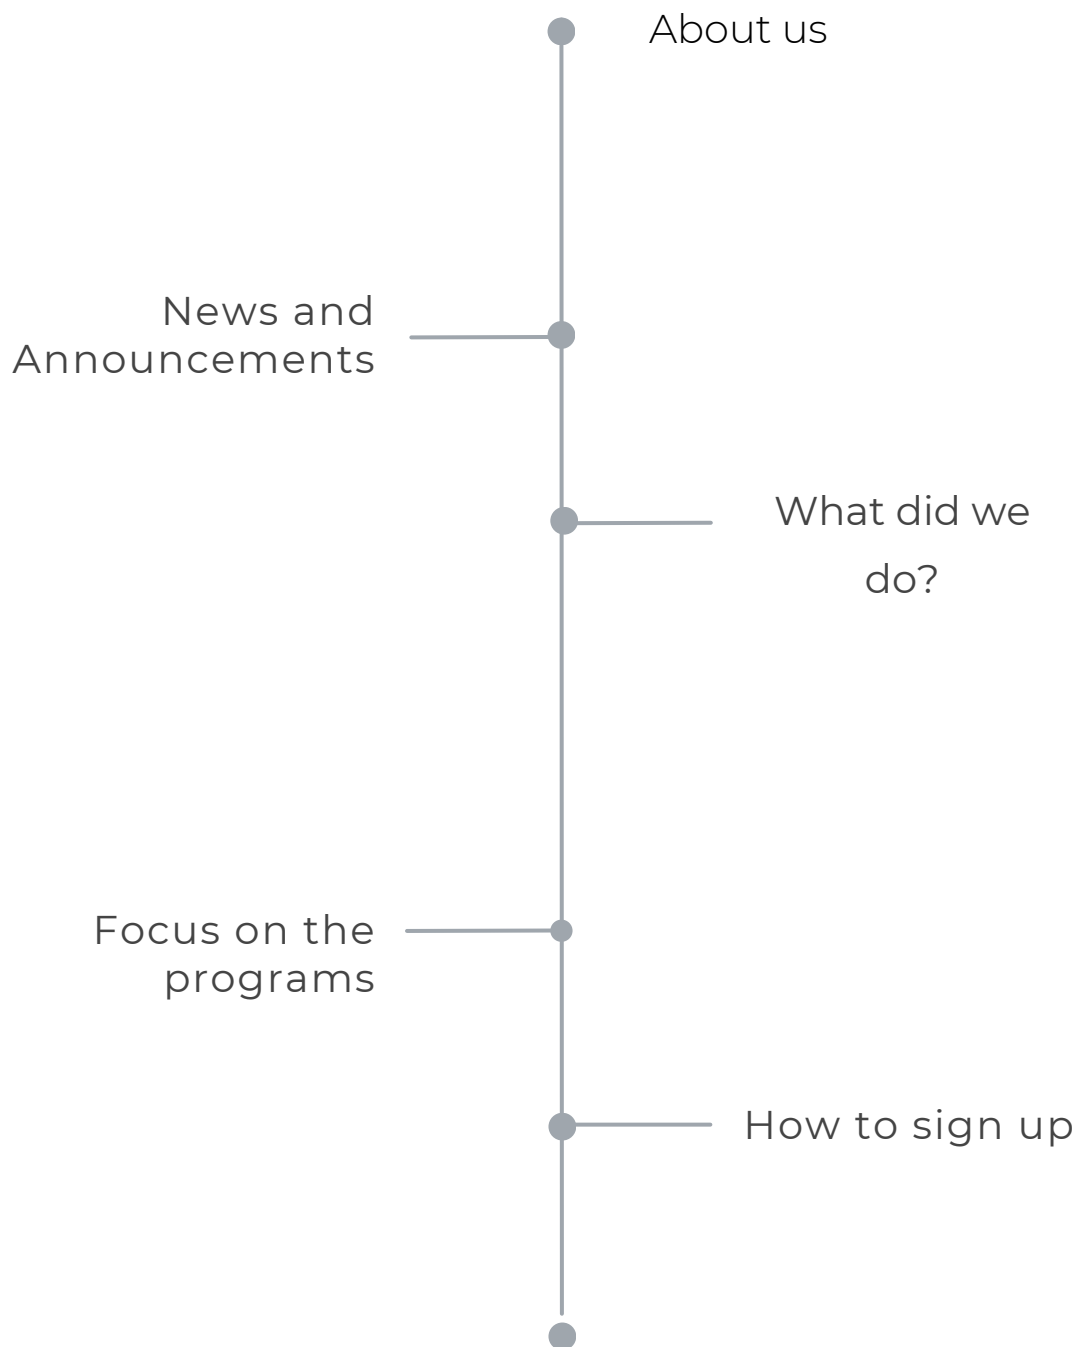 About us
News and
Announcements
What did we
do?
Focus on the
programs
How to sign up